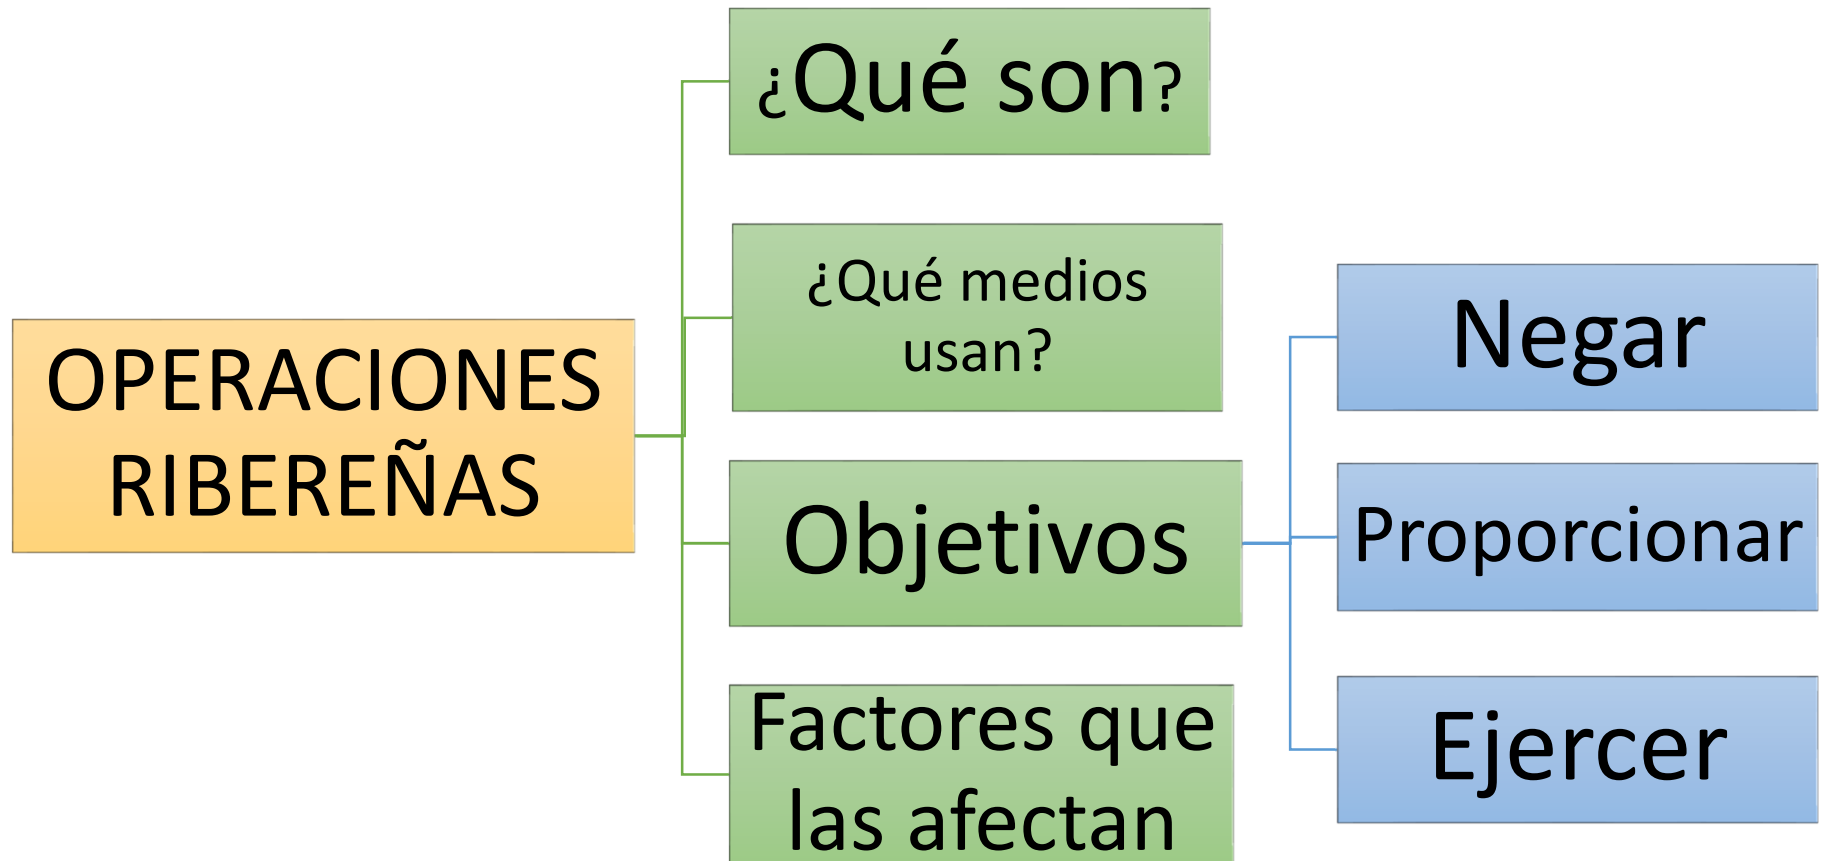 OPERACIONES
RIBEREÑAS
¿Qué son?
¿Qué medios
usan?
Objetivos
Factores que
las afectan
Negar
Proporcionar
Ejercer